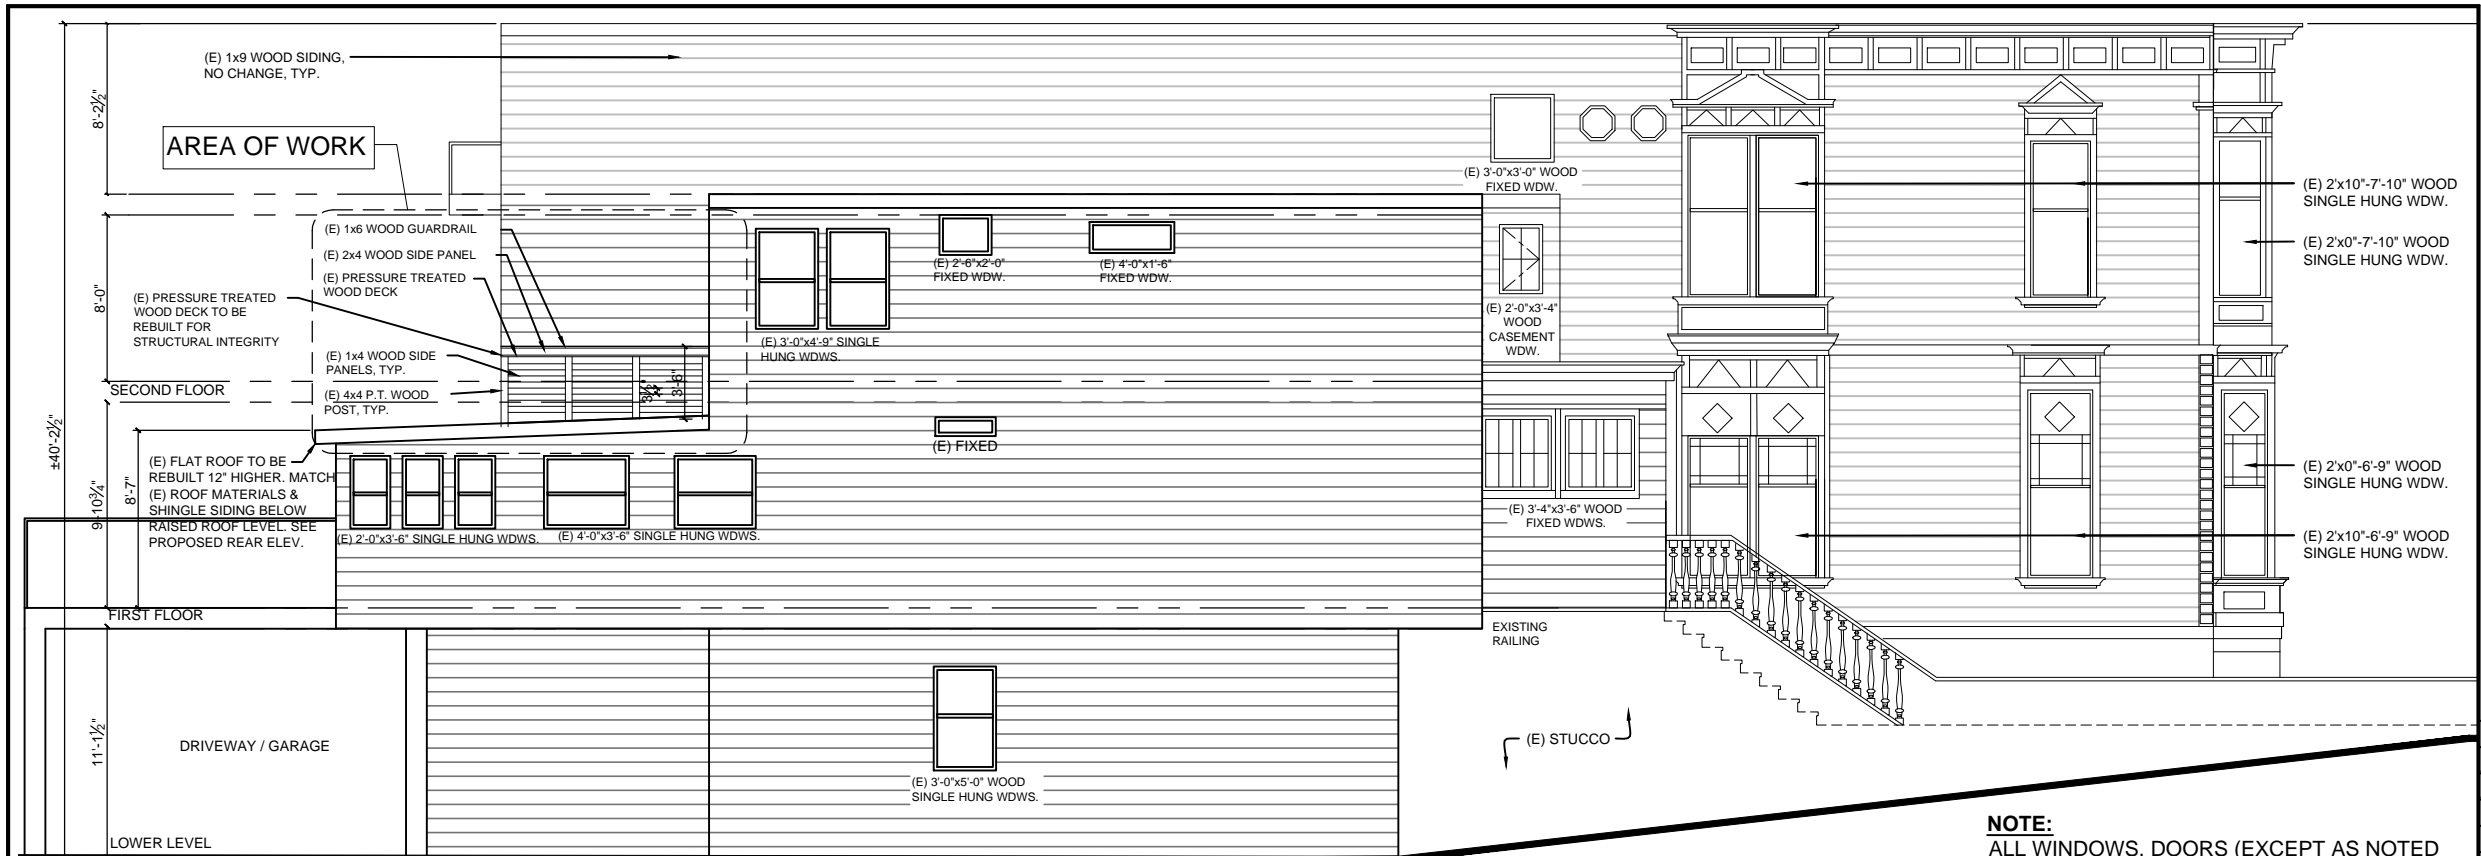 (E) 1x9 WOOD SIDING,
NO CHANGE, TYP.
8'-2½"
AREA OF WORK
(E) 1x6 WOOD GUARDRAIL
(E) 2x4 WOOD SIDE PANEL
(E) PRESSURE TREATED
WOOD DECK
(E) PRESSURE TREATED
WOOD DECK TO BE
REBUILT FOR
STRUCTURAL INTEGRITY
(E) 1x4 WOOD SIDE
PANELS, TYP.
(E) 4x4 P.T. WOOD
POST, TYP.
8'-0"
SECOND FLOOR
±40'-2½"
3'-6"
(E) FLAT ROOF TO BE
REBUILT 12" HIGHER. MATCH
(E) ROOF MATERIALS &
SHINGLE SIDING BELOW
RAISED ROOF LEVEL. SEE
PROPOSED REAR ELEV.
9'-10¾"
8'-7"
FIRST FLOOR
11'-1½"
DRIVEWAY / GARAGE
LOWER LEVEL
(E) 2'-0"x3'-6" SINGLE HUNG WDWS.
(E) 4'-0"x3'-6" SINGLE HUNG WDWS.
(E) 3'-0"x4'-9" SINGLE
HUNG WDWS.
(E) 2'-6"x2'-0"
FIXED WDW.
(E) 4'-0"x1'-6"
FIXED WDW.
(E) FIXED
(E) 3'-0"x5'-0" WOOD
SINGLE HUNG WDWS.
(E) 3'-0"x3'-0" WOOD
FIXED WDW.
(E) 2'-0"x3'-4"
WOOD
CASEMENT
WDW.
(E) 3'-4"x3'-6" WOOD
FIXED WDWS.
EXISTING
RAILING
(E) STUCCO
(E) 2'x10"-7'-10" WOOD
SINGLE HUNG WDW.
(E) 2'x0"-7'-10" WOOD
SINGLE HUNG WDW.
(E) 2'x0"-6'-9" WOOD
SINGLE HUNG WDW.
(E) 2'x10"-6'-9" WOOD
SINGLE HUNG WDW.
NOTE:
ALL WINDOWS, DOORS (EXCEPT AS NOTED